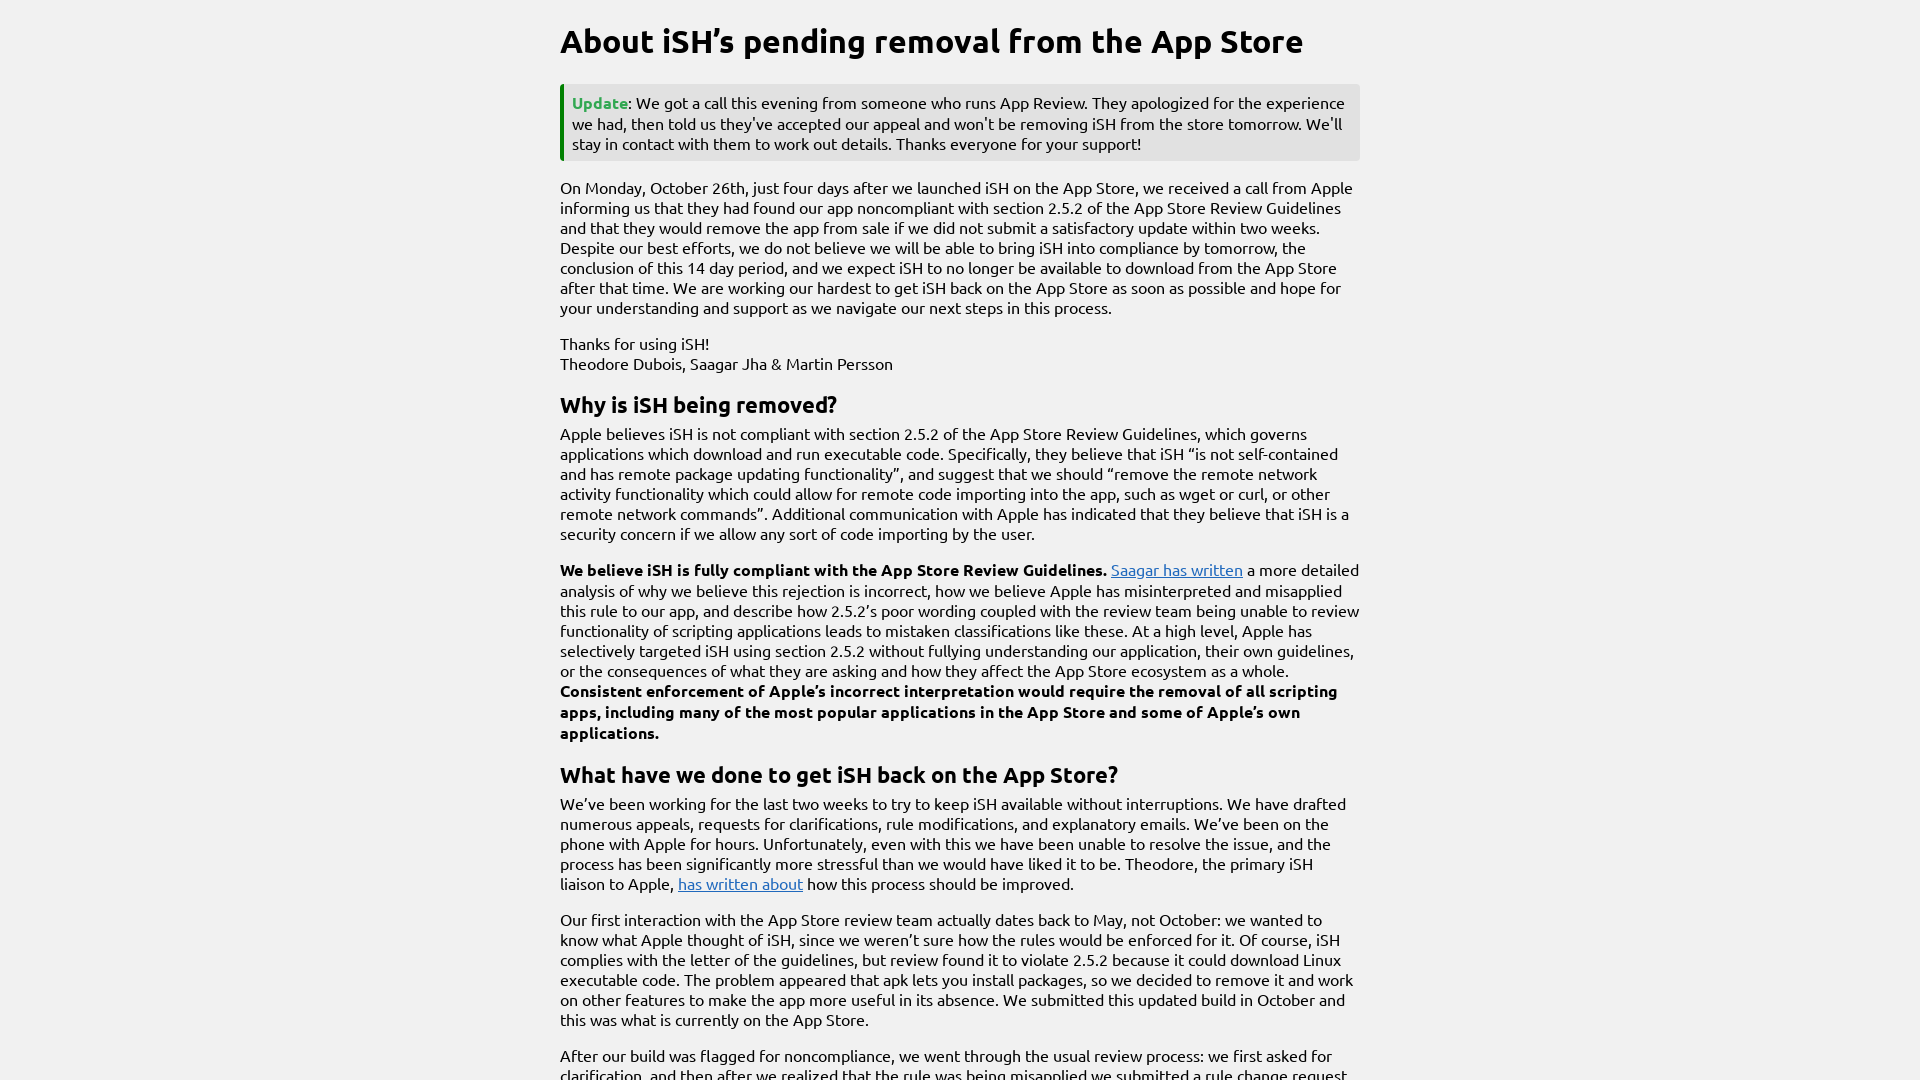 About iSH’s pending removal from the App Store
Update: We got a call this evening from someone who runs App Review. They apologized for the experience
we had, then told us they've accepted our appeal and won't be removing iSH from the store tomorrow. We'll
stay in contact with them to work out details. Thanks everyone for your support!
On Monday, October 26th, just four days after we launched iSH on the App Store, we received a call from Apple
informing us that they had found our app noncompliant with section 2.5.2 of the App Store Review Guidelines
and that they would remove the app from sale if we did not submit a satisfactory update within two weeks.
Despite our best efforts, we do not believe we will be able to bring iSH into compliance by tomorrow, the
conclusion of this 14 day period, and we expect iSH to no longer be available to download from the App Store
after that time. We are working our hardest to get iSH back on the App Store as soon as possible and hope for
your understanding and support as we navigate our next steps in this process.
Thanks for using iSH!
Theodore Dubois, Saagar Jha & Martin Persson
Why is iSH being removed?
Apple believes iSH is not compliant with section 2.5.2 of the App Store Review Guidelines, which governs
applications which download and run executable code. Specifically, they believe that iSH “is not self-contained
and has remote package updating functionality”, and suggest that we should “remove the remote network
activity functionality which could allow for remote code importing into the app, such as wget or curl, or other
remote network commands”. Additional communication with Apple has indicated that they believe that iSH is a
security concern if we allow any sort of code importing by the user.
We believe iSH is fully compliant with the App Store Review Guidelines. Saagar has written a more detailed
analysis of why we believe this rejection is incorrect, how we believe Apple has misinterpreted and misapplied
this rule to our app, and describe how 2.5.2’s poor wording coupled with the review team being unable to review
functionality of scripting applications leads to mistaken classifications like these. At a high level, Apple has
selectively targeted iSH using section 2.5.2 without fullying understanding our application, their own guidelines,
or the consequences of what they are asking and how they affect the App Store ecosystem as a whole.
Consistent enforcement of Apple’s incorrect interpretation would require the removal of all scripting
apps, including many of the most popular applications in the App Store and some of Apple’s own
applications.
What have we done to get iSH back on the App Store?
We’ve been working for the last two weeks to try to keep iSH available without interruptions. We have drafted
numerous appeals, requests for clarifications, rule modifications, and explanatory emails. We’ve been on the
phone with Apple for hours. Unfortunately, even with this we have been unable to resolve the issue, and the
process has been significantly more stressful than we would have liked it to be. Theodore, the primary iSH
liaison to Apple, has written about how this process should be improved.
Our first interaction with the App Store review team actually dates back to May, not October: we wanted to
know what Apple thought of iSH, since we weren’t sure how the rules would be enforced for it. Of course, iSH
complies with the letter of the guidelines, but review found it to violate 2.5.2 because it could download Linux
executable code. The problem appeared that apk lets you install packages, so we decided to remove it and work
on other features to make the app more useful in its absence. We submitted this updated build in October and
this was what is currently on the App Store.
After our build was flagged for noncompliance, we went through the usual review process: we first asked for
clarification, and then after we realized that the rule was being misapplied we submitted a rule change request